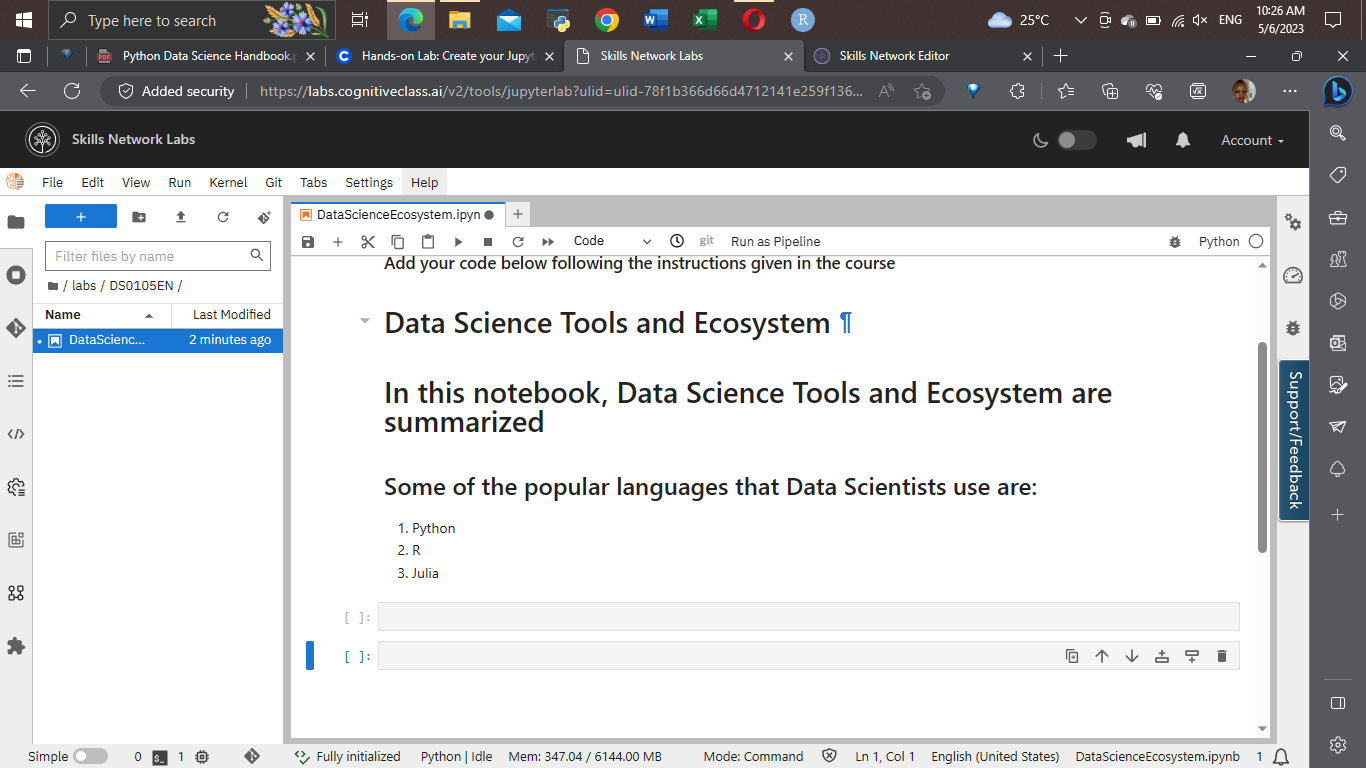 Type here to search
25°C
ENG
10:26 AM
5/6/2023
Python Data Science Handbook.p
Hands-on Lab: Create your Jupyt
Skills Network Labs
Skills Network Editor
Added security
https://labs.cognitiveclass.ai/v2/tools/jupyterlab?ulid=ulid-78f1b366d66d4712141e259f136...
Skills Network Labs
Account
File Edit View Run Kernel Git Tabs Settings Help
DataScienceEcosystem.ipyn
Code
git
Run as Pipeline
Python
Filter files by name
/ labs / DS0105EN /
Name
Last Modified
DataScienc...
2 minutes ago
Add your code below following the instructions given in the course
Data Science Tools and Ecosystem ¶
In this notebook, Data Science Tools and Ecosystem are
summarized
Some of the popular languages that Data Scientists use are:
1. Python
2. R
3. Julia
[ ]:
[ ]:
Support/Feedback
Simple
0
1
Fully initialized
Python | Idle
Mem: 347.04 / 6144.00 MB
Mode: Command
Ln 1, Col 1
English (United States)
DataScienceEcosystem.ipynb
1